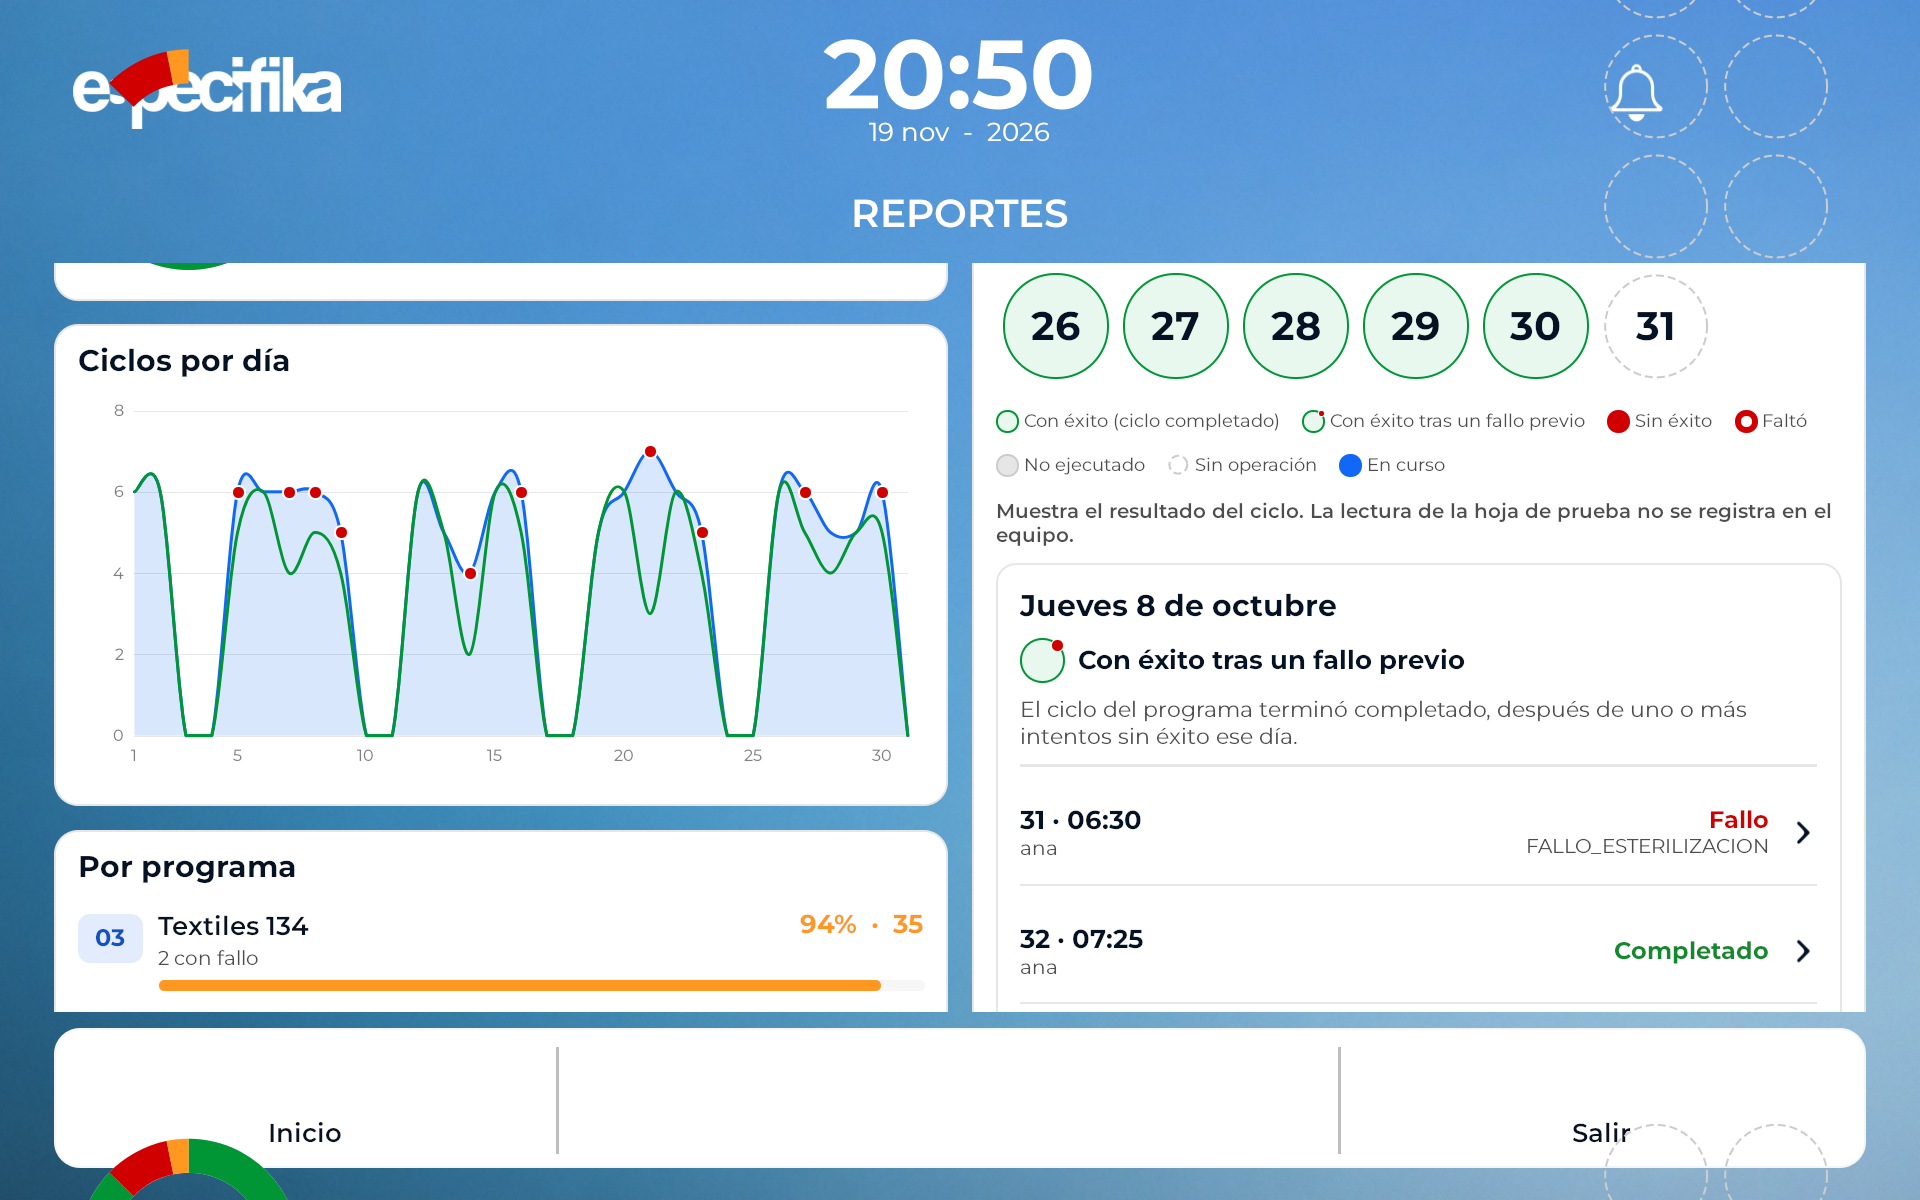 especifika
20:50
19 nov - 2026
REPORTES
Ciclos por día
8
6
4
2
0
1 5 10 15 20 25 30
Por programa
03
Textiles 134
94% · 35
2 con fallo
26 27 28 29 30 31
Con éxito (ciclo completado) Con éxito tras un fallo previo Sin éxito Faltó
No ejecutado Sin operación En curso
Muestra el resultado del ciclo. La lectura de la hoja de prueba no se registra en el
equipo.
Jueves 8 de octubre
Con éxito tras un fallo previo
El ciclo del programa terminó completado, después de uno o más
intentos sin éxito ese día.
31 · 06:30
ana
Fallo
FALLO_ESTERILIZACION
32 · 07:25
ana
Completado
Inicio
Salir